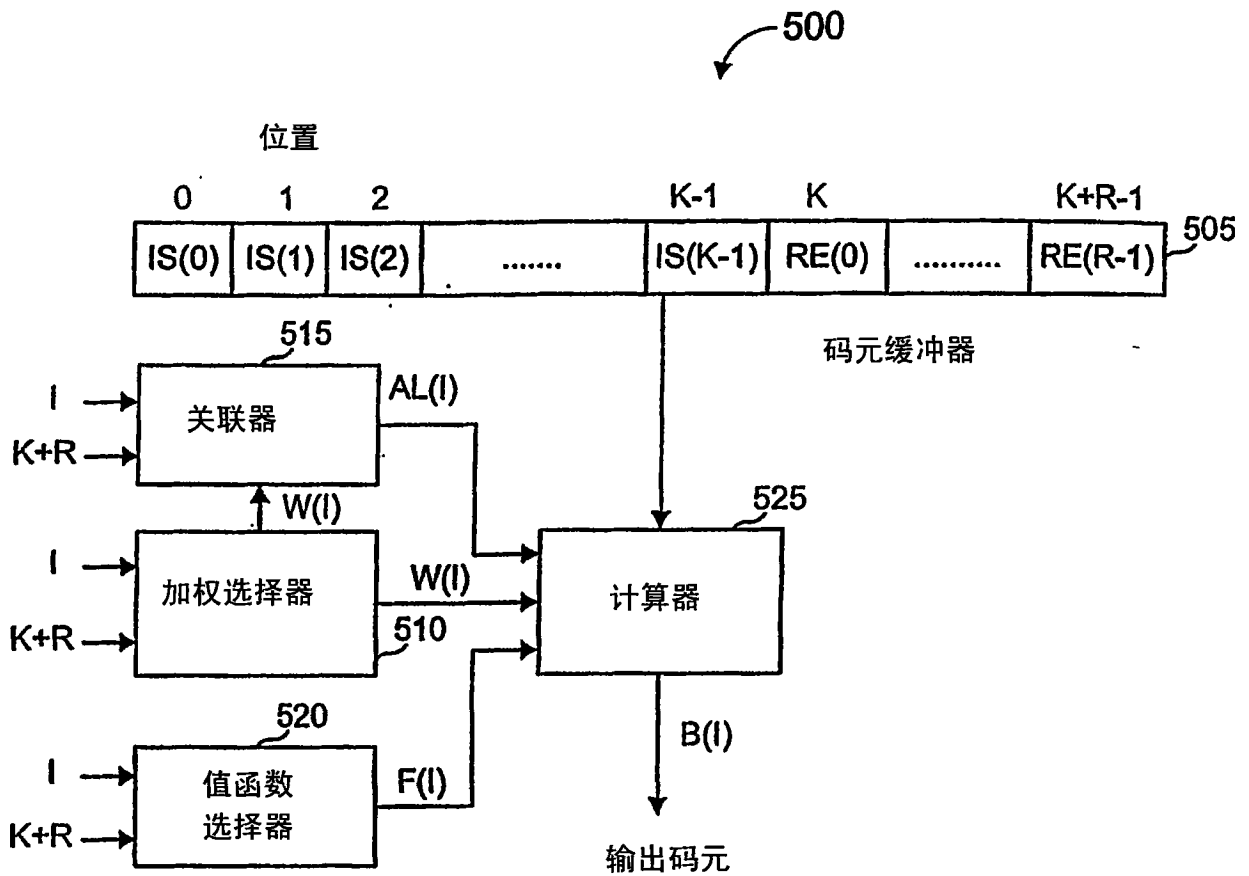 500
位置
0 1 2 K-1 K K+R-1
IS(0) IS(1) IS(2) ....... IS(K-1) RE(0) .......... RE(R-1) 505
码元缓冲器
515
I
K+R
关联器
AL(I)
W(I)
525
I
K+R
加权选择器
W(I)
510
计算器
520
I
K+R
值函数
选择器
F(I)
B(I)
输出码元